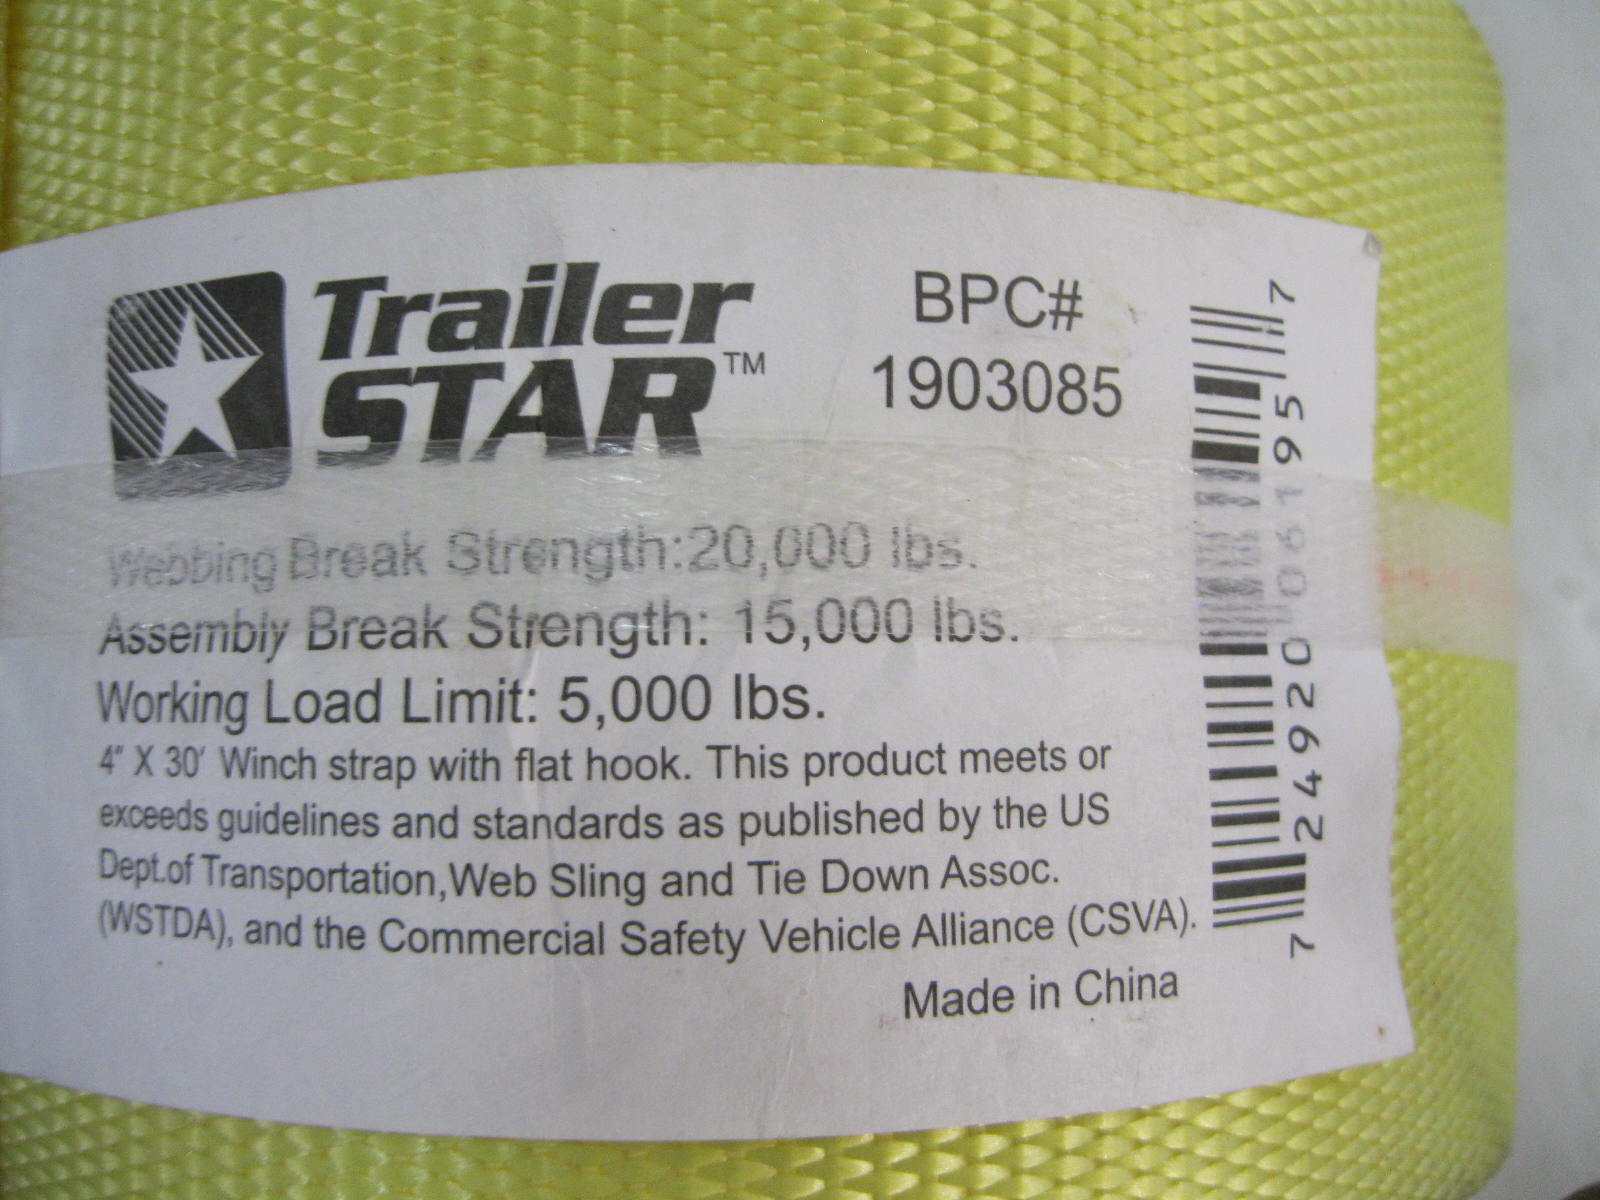 Trailer
STAR™
BPC#
1903085
Webbing Break Strength:20,000 lbs.
Assembly Break Strength: 15,000 lbs.
Working Load Limit: 5,000 lbs.
4" X 30' Winch strap with flat hook. This product meets or
exceeds guidelines and standards as published by the US
Dept.of Transportation,Web Sling and Tie Down Assoc.
(WSTDA), and the Commercial Safety Vehicle Alliance (CSVA).
Made in China
7 24920 06195 7